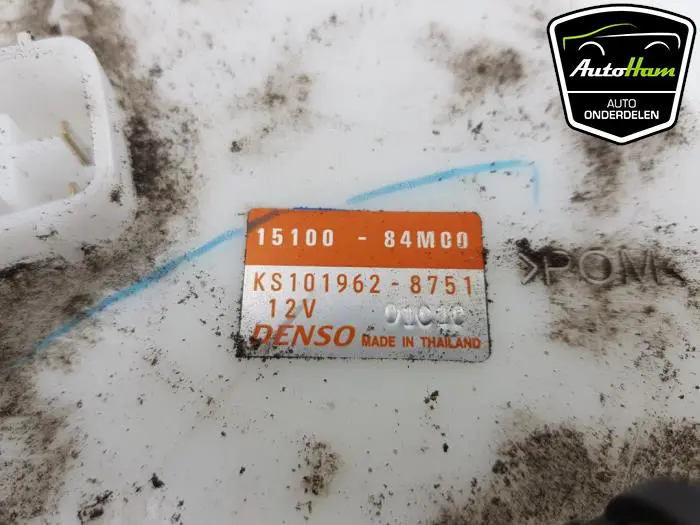 AutoHam
AUTO
ONDERDELEN
15100 - 84M00
KS101962 - 8751
12V
DENSO MADE IN THAILAND
>POM<